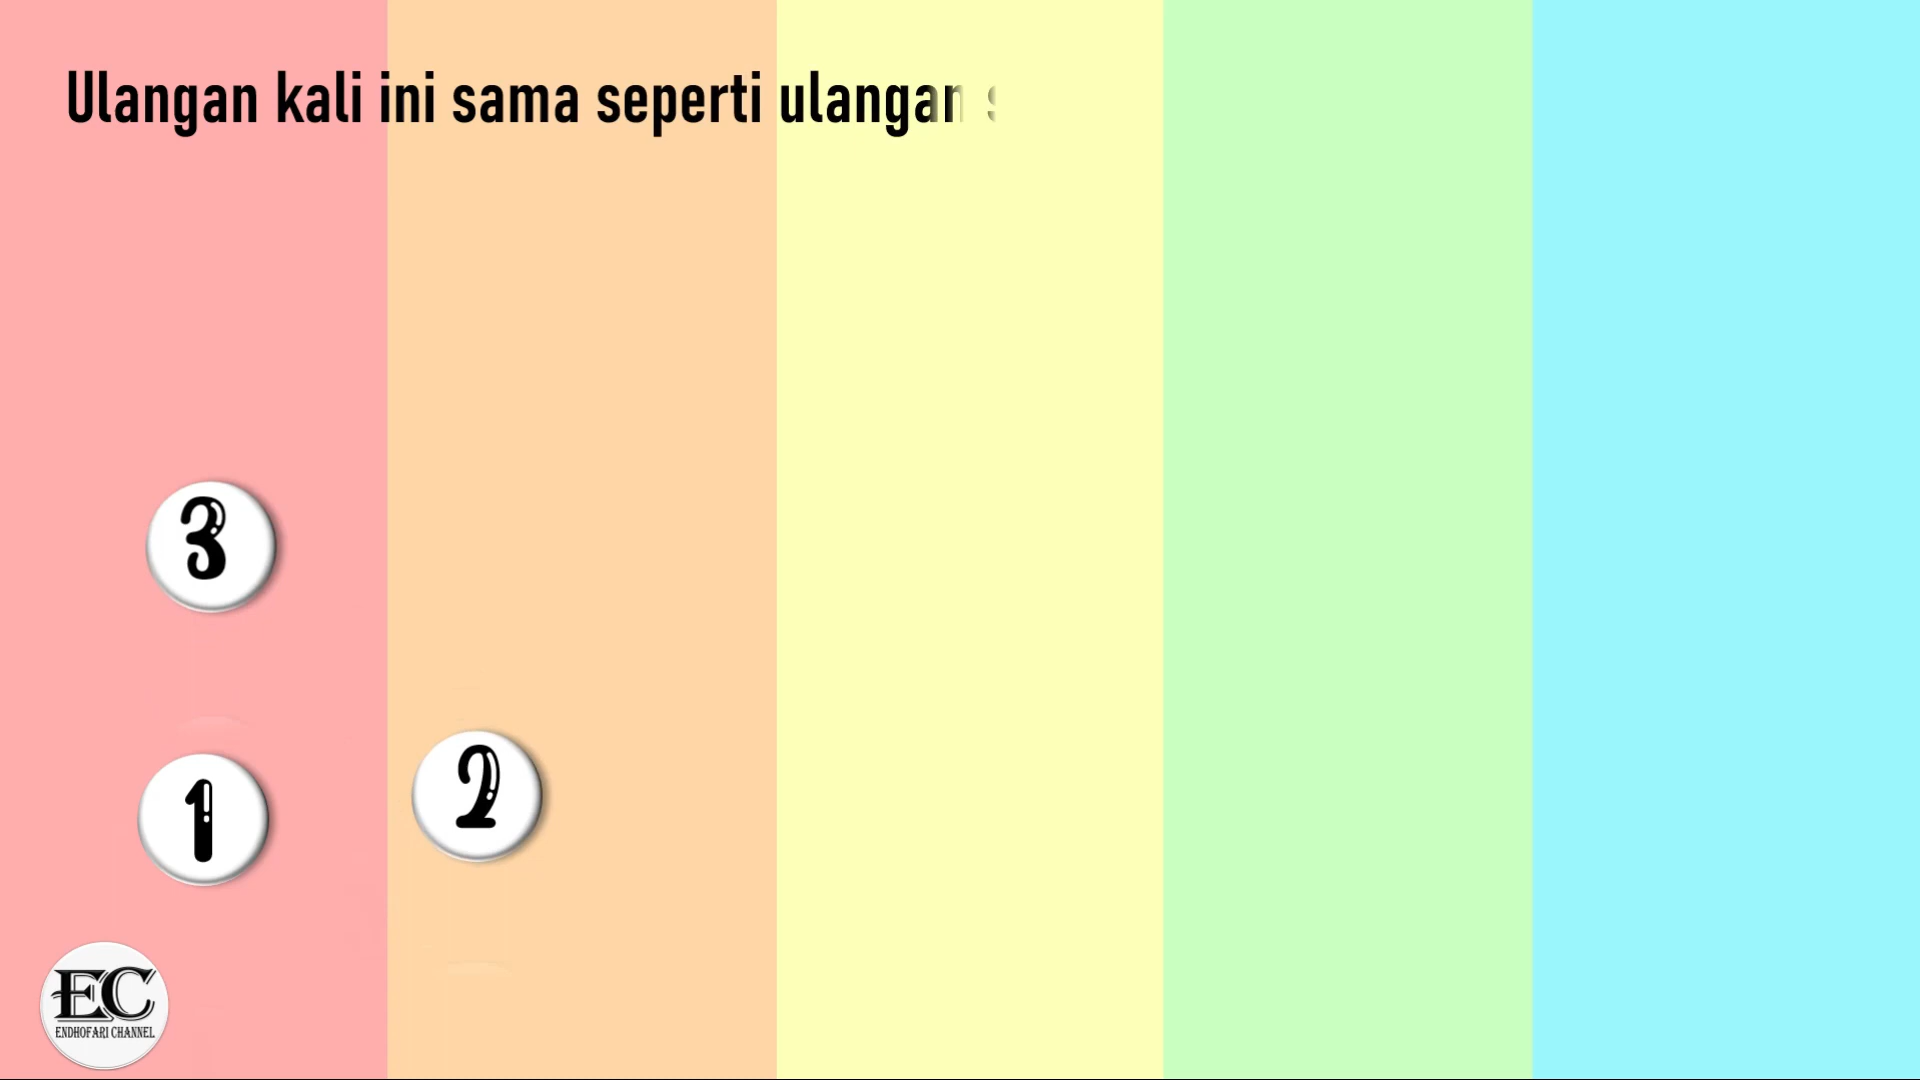 Ulangan kali ini sama seperti ulangan
3
1
2
EC
ENDHOFARI CHANNEL